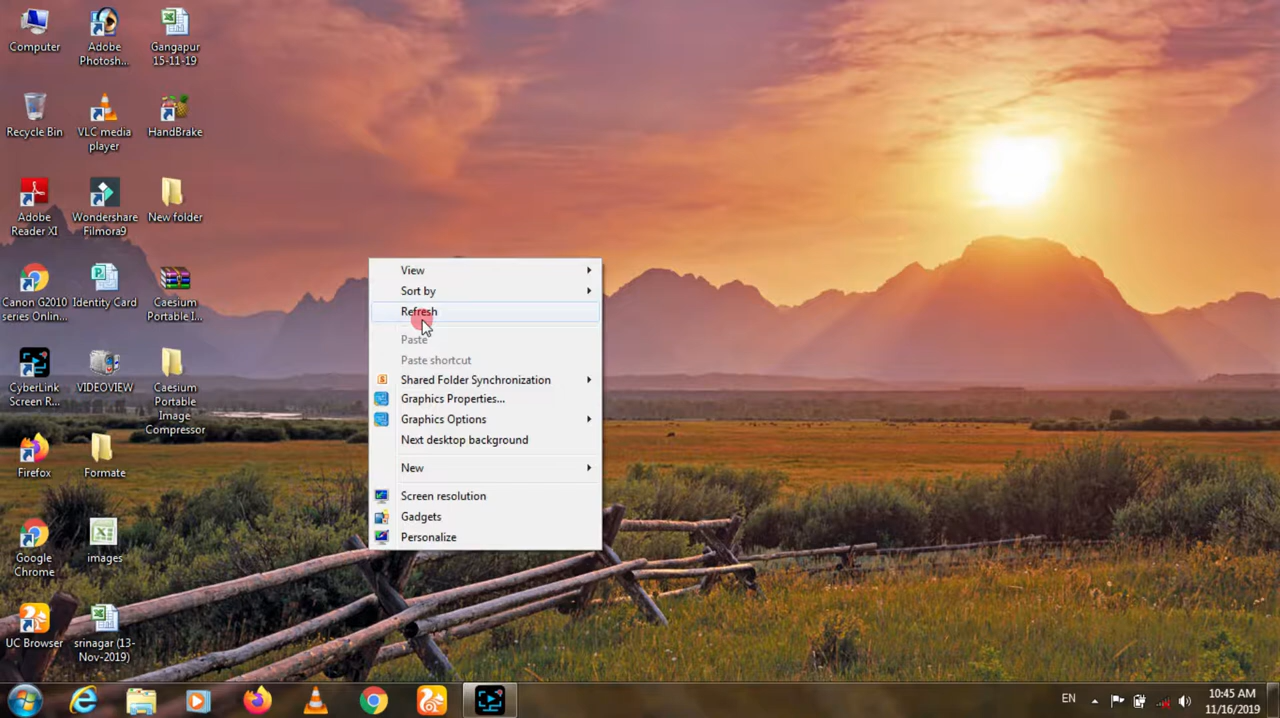 Computer
Adobe
Photosh...
Gangapur
15-11-19
Recycle Bin
VLC media
player
HandBrake
Adobe
Reader XI
Wondershare
Filmora9
New folder
Canon G2010
series Onlin...
Identity Card
Caesium
Portable I...
CyberLink
Screen R...
VIDEOVIEW
Caesium
Portable
Image
Compressor
Firefox
Formate
Google
Chrome
images
UC Browser
srinagar (13-
Nov-2019)
View
Sort by
Refresh
Paste
Paste shortcut
Shared Folder Synchronization
Graphics Properties...
Graphics Options
Next desktop background
New
Screen resolution
Gadgets
Personalize
EN
10:45 AM
11/16/2019